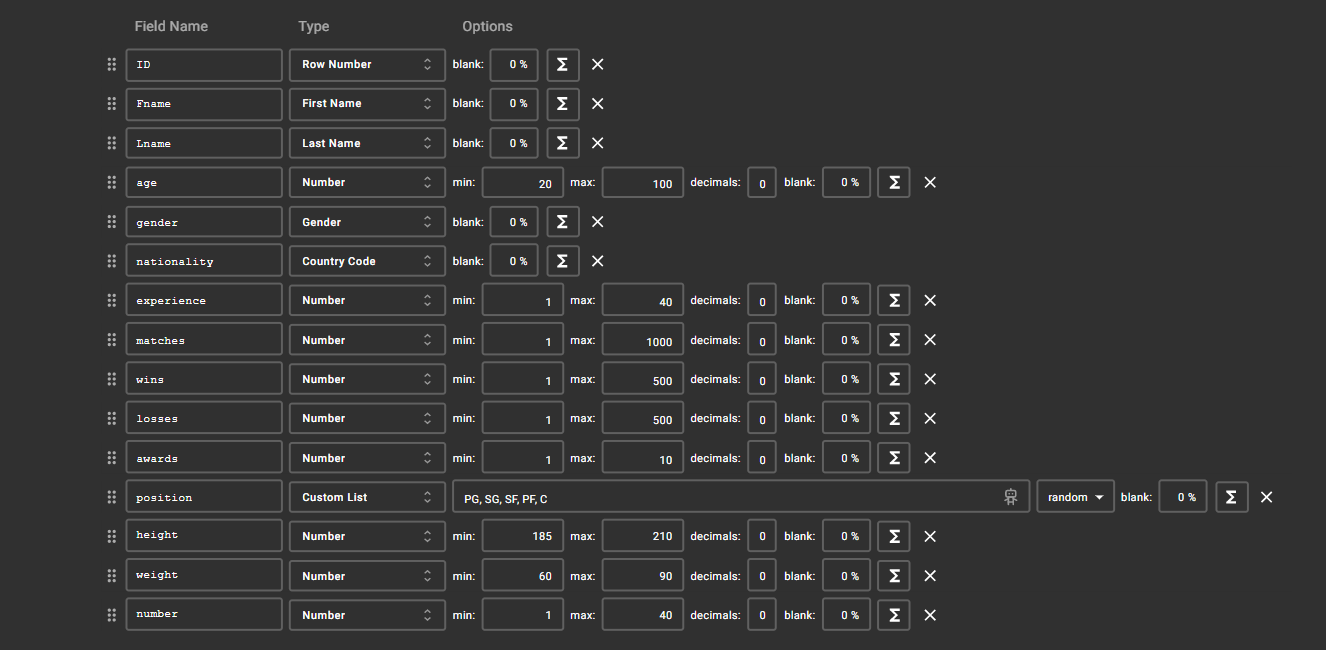 Field Name Type Options
ID Row Number blank: 0 % Σ
Fname First Name blank: 0 % Σ
Lname Last Name blank: 0 % Σ
age Number min: 20 max: 100 decimals: 0 blank: 0 % Σ
gender Gender blank: 0 % Σ
nationality Country Code blank: 0 % Σ
experience Number min: 1 max: 40 decimals: 0 blank: 0 % Σ
matches Number min: 1 max: 1000 decimals: 0 blank: 0 % Σ
wins Number min: 1 max: 500 decimals: 0 blank: 0 % Σ
losses Number min: 1 max: 500 decimals: 0 blank: 0 % Σ
awards Number min: 1 max: 10 decimals: 0 blank: 0 % Σ
position Custom List PG, SG, SF, PF, C random blank: 0 % Σ
height Number min: 185 max: 210 decimals: 0 blank: 0 % Σ
weight Number min: 60 max: 90 decimals: 0 blank: 0 % Σ
number Number min: 1 max: 40 decimals: 0 blank: 0 % Σ